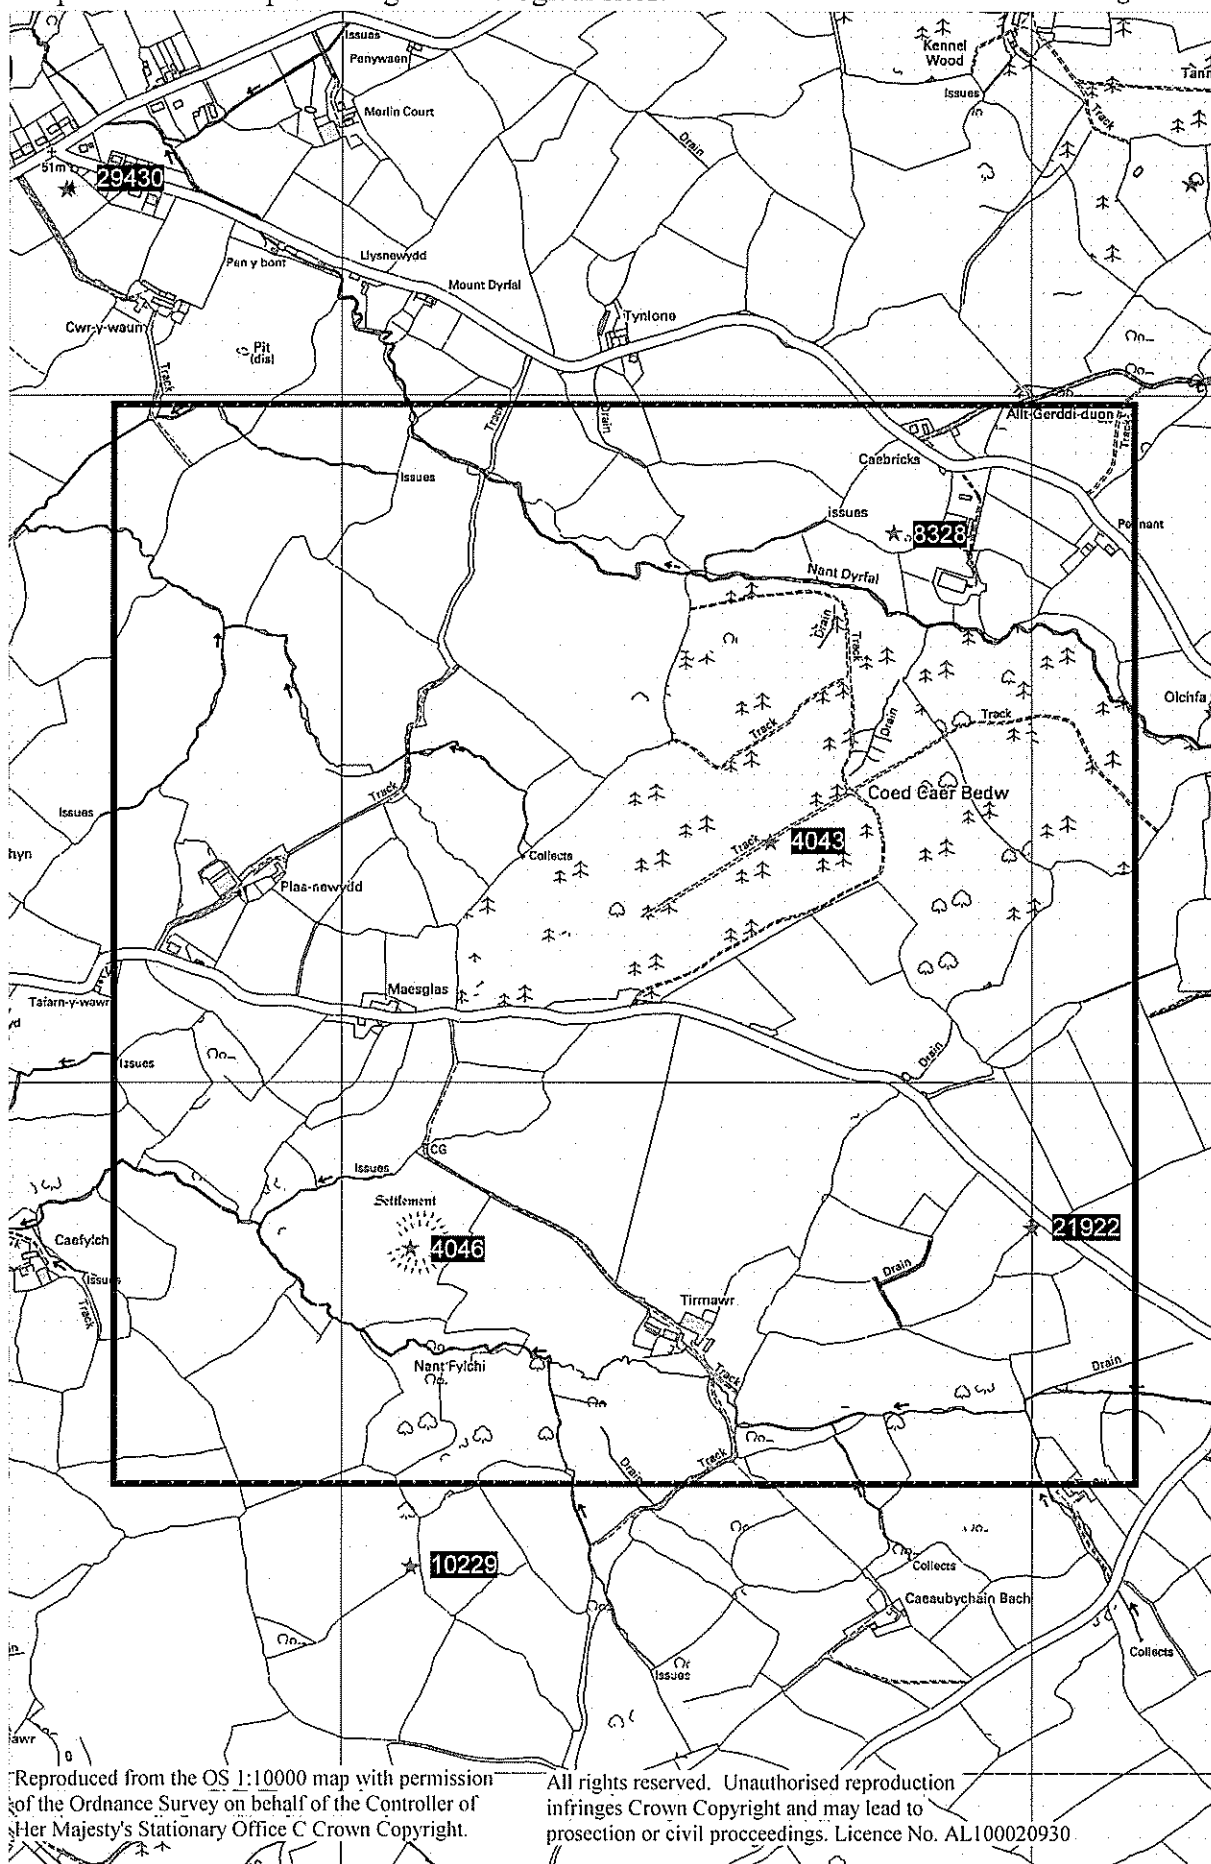 Issues
Penywaen
Merlin Court
Kennel
Wood
Issues
Track
Drain
51m
29430
Pen y bont
Llysnewydd
Mount Dyrfal
Tynlone
Cwr-y-waun
Pit
(dis)
Track
Track
Drain
Allt-Gerddi-duon
Track
Caebricks
Issues
issues
8328
Pennant
Nant Dyrfal
Drain
Track
Olchfa
Track
Drain
Track
Issues
Track
Coed Caer Bedw
hyn
Track
4043
Collects
Plas-newydd
Maesglas
Tafarn-y-wawr
yd
Issues
Drain
CG
Issues
Settlement
4046
21922
Caefylchi
Issues
Track
Drain
Tirmawr
Nant Fylchi
Track
Drain
Drain
Track
10229
Collects
Caeaubychain Bach
Issues
Collects
awr
Reproduced from the OS 1:10000 map with permission
of the Ordnance Survey on behalf of the Controller of
Her Majesty's Stationary Office C Crown Copyright.
All rights reserved. Unauthorised reproduction
infringes Crown Copyright and may lead to
prosection or civil procceedings. Licence No. AL100020930